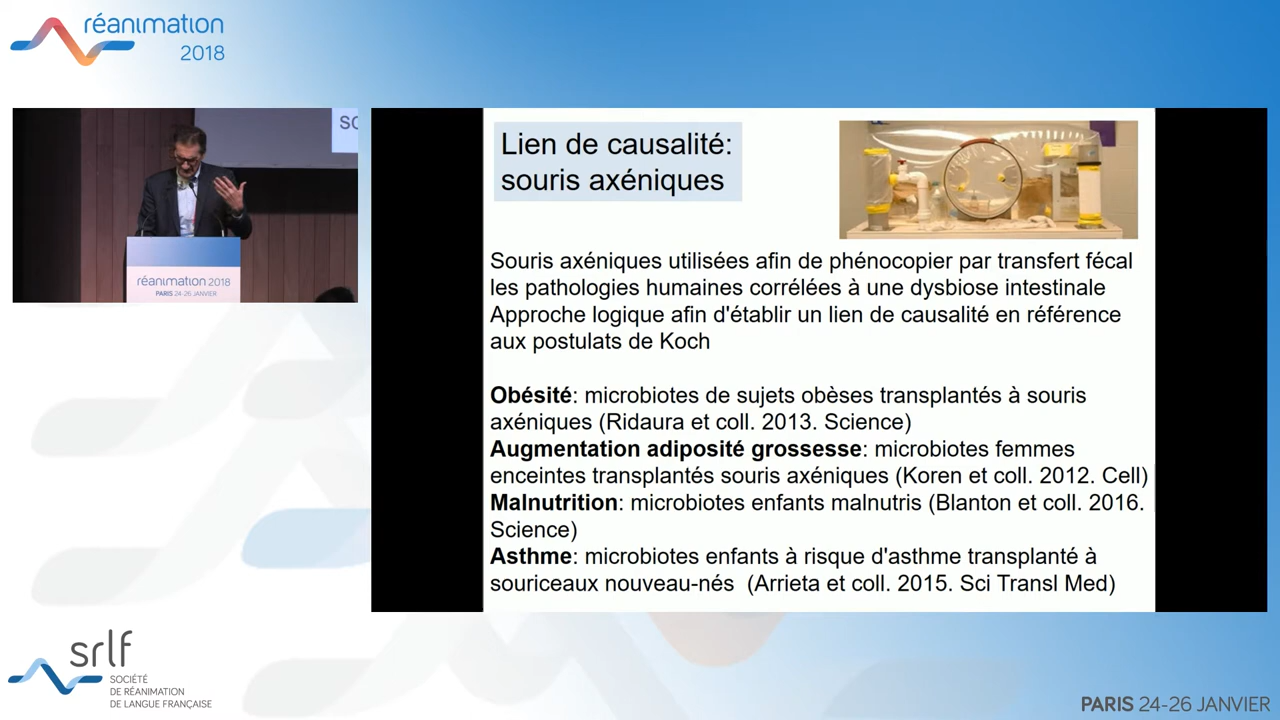 réanimation
2018
SC
réanimation 2018
PARIS 24-26 JANVIER
Lien de causalité:
souris axéniques
Souris axéniques utilisées afin de phénocopier par transfert fécal
les pathologies humaines corrélées à une dysbiose intestinale
Approche logique afin d'établir un lien de causalité en référence
aux postulats de Koch
Obésité: microbiotes de sujets obèses transplantés à souris
axéniques (Ridaura et coll. 2013. Science)
Augmentation adiposité grossesse: microbiotes femmes
enceintes transplantés souris axéniques (Koren et coll. 2012. Cell)
Malnutrition: microbiotes enfants malnutris (Blanton et coll. 2016.
Science)
Asthme: microbiotes enfants à risque d'asthme transplanté à
souriceaux nouveau-nés (Arrieta et coll. 2015. Sci Transl Med)
srlf
SOCIÉTÉ
DE RÉANIMATION
DE LANGUE FRANÇAISE
PARIS 24-26 JANVIER